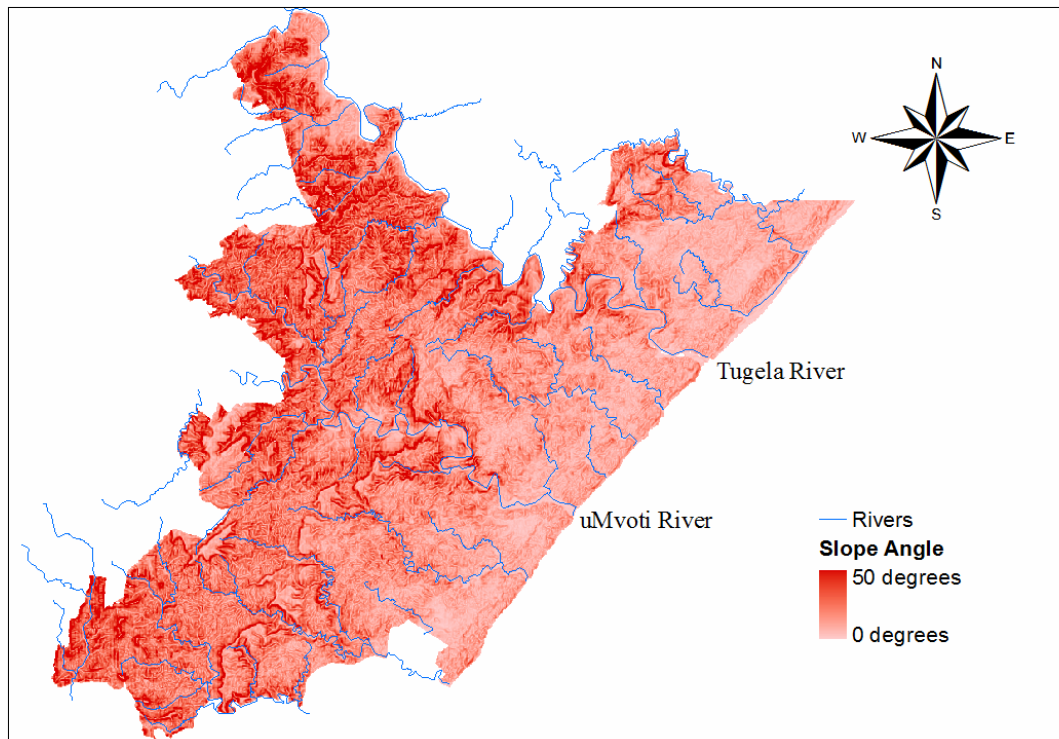 N
W E
S
Tugela River
uMvoti River
Rivers
Slope Angle
50 degrees
0 degrees